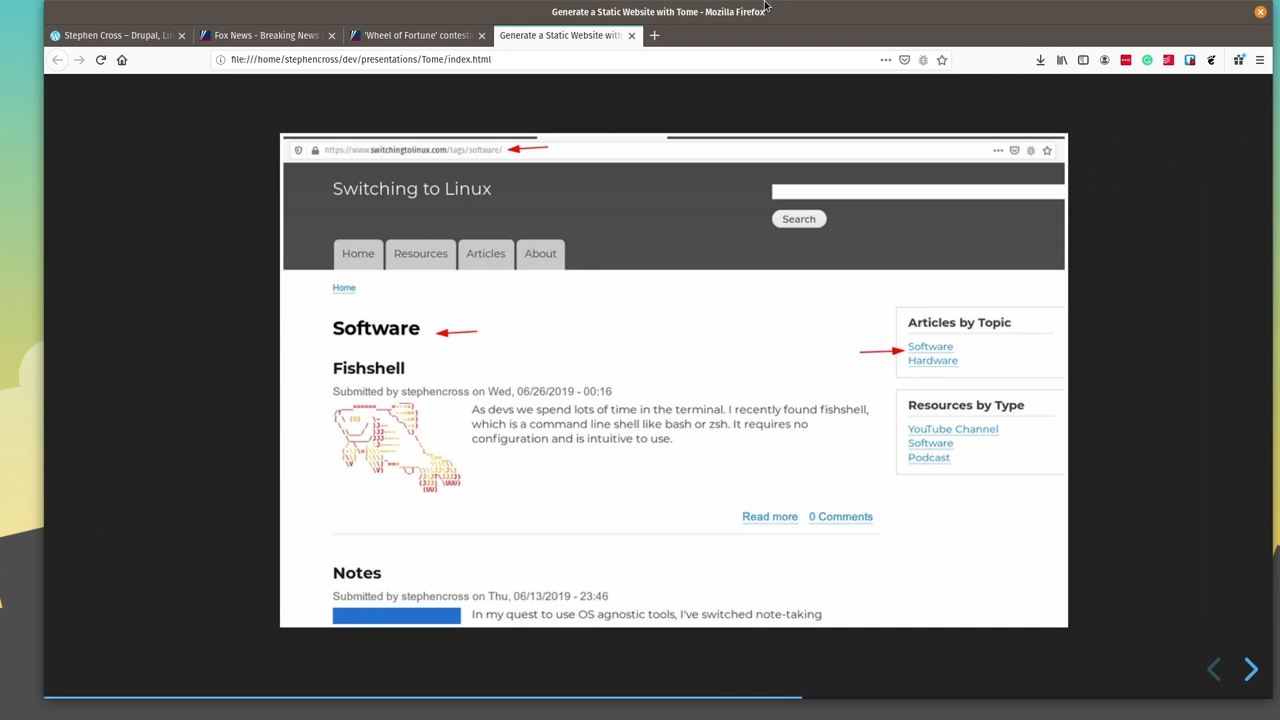 Generate a Static Website with Tome - Mozilla Firefox
Stephen Cross – Drupal, Li
Fox News - Breaking News
'Wheel of Fortune' contesta
Generate a Static Website with
file:///home/stephencross/dev/presentations/Tome/index.html
https://www.switchingtolinux.com/tags/software/
Switching to Linux
Search
Home
Resources
Articles
About
Home
Software
Fishshell
Submitted by stephencross on Wed, 06/26/2019 - 00:16
As devs we spend lots of time in the terminal. I recently found fishshell,
which is a command line shell like bash or zsh. It requires no
configuration and is intuitive to use.
Read more 0 Comments
Notes
Submitted by stephencross on Thu, 06/13/2019 - 23:46
In my quest to use OS agnostic tools, I've switched note-taking
Articles by Topic
Software
Hardware
Resources by Type
YouTube Channel
Software
Podcast